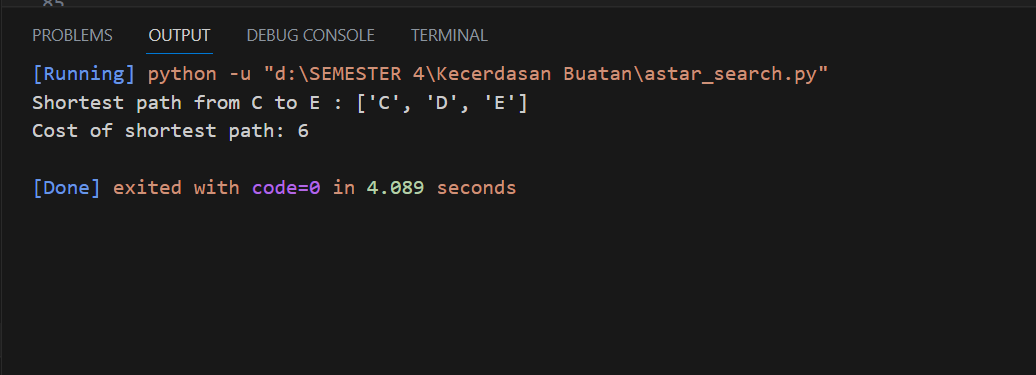 85
PROBLEMS OUTPUT DEBUG CONSOLE TERMINAL
[Running] python -u "d:\SEMESTER 4\Kecerdasan Buatan\astar_search.py"
Shortest path from C to E : ['C', 'D', 'E']
Cost of shortest path: 6
[Done] exited with code=0 in 4.089 seconds